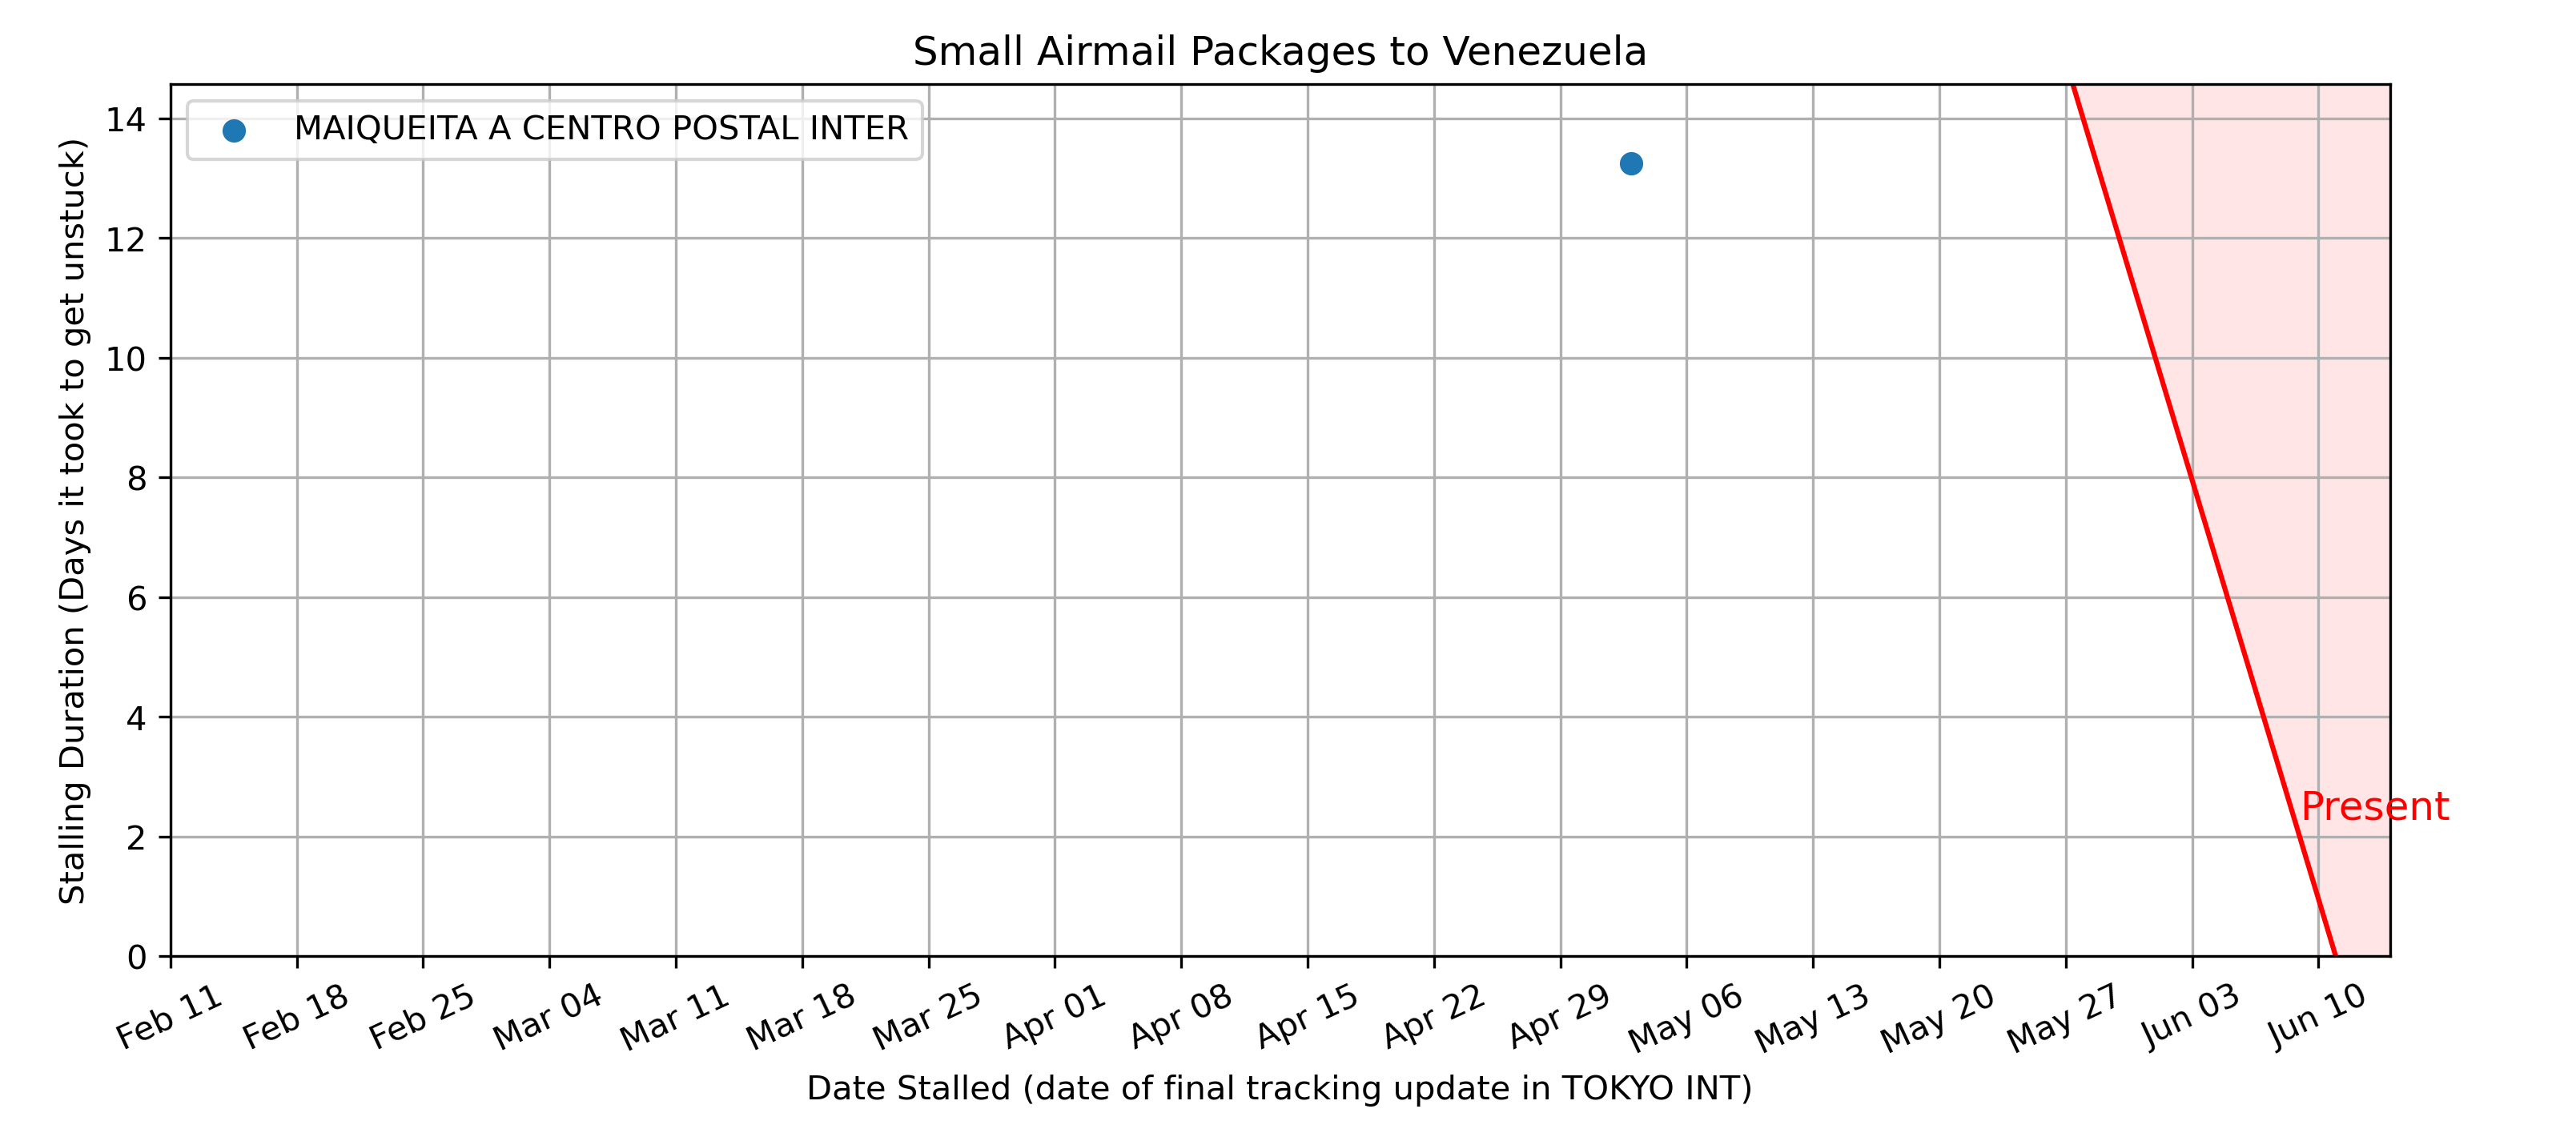 Small Airmail Packages to Venezuela
MAIQUEITA A CENTRO POSTAL INTER
Stalling Duration (Days it took to get unstuck)
14
12
10
8
6
4
2
0
Present
Feb 11 Feb 18 Feb 25 Mar 04 Mar 11 Mar 18 Mar 25 Apr 01 Apr 08 Apr 15 Apr 22 Apr 29 May 06 May 13 May 20 May 27 Jun 03 Jun 10
Date Stalled (date of final tracking update in TOKYO INT)